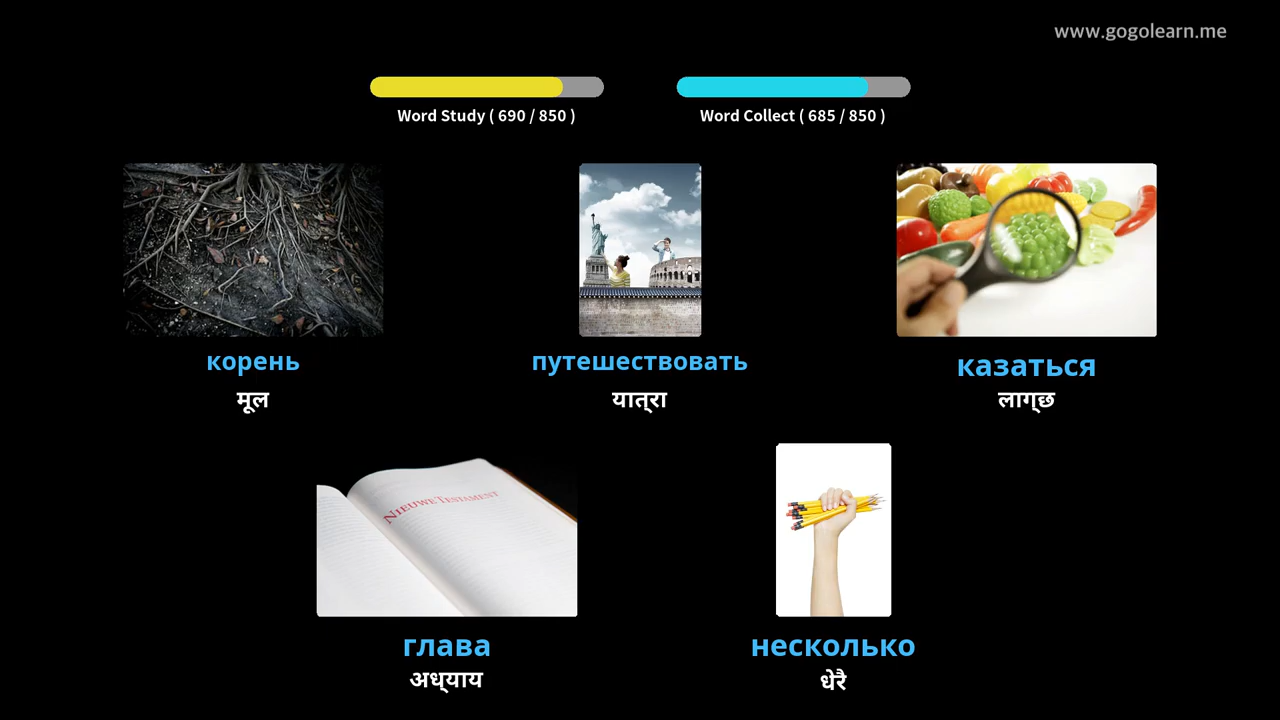 www.gogolearn.me
Word Study ( 690 / 850 )
Word Collect ( 685 / 850 )
корень
मूल
путешествовать
यात्रा
казаться
लाग्छ
NIEUWE TESTAMENT
глава
अध्याय
несколько
धेरै